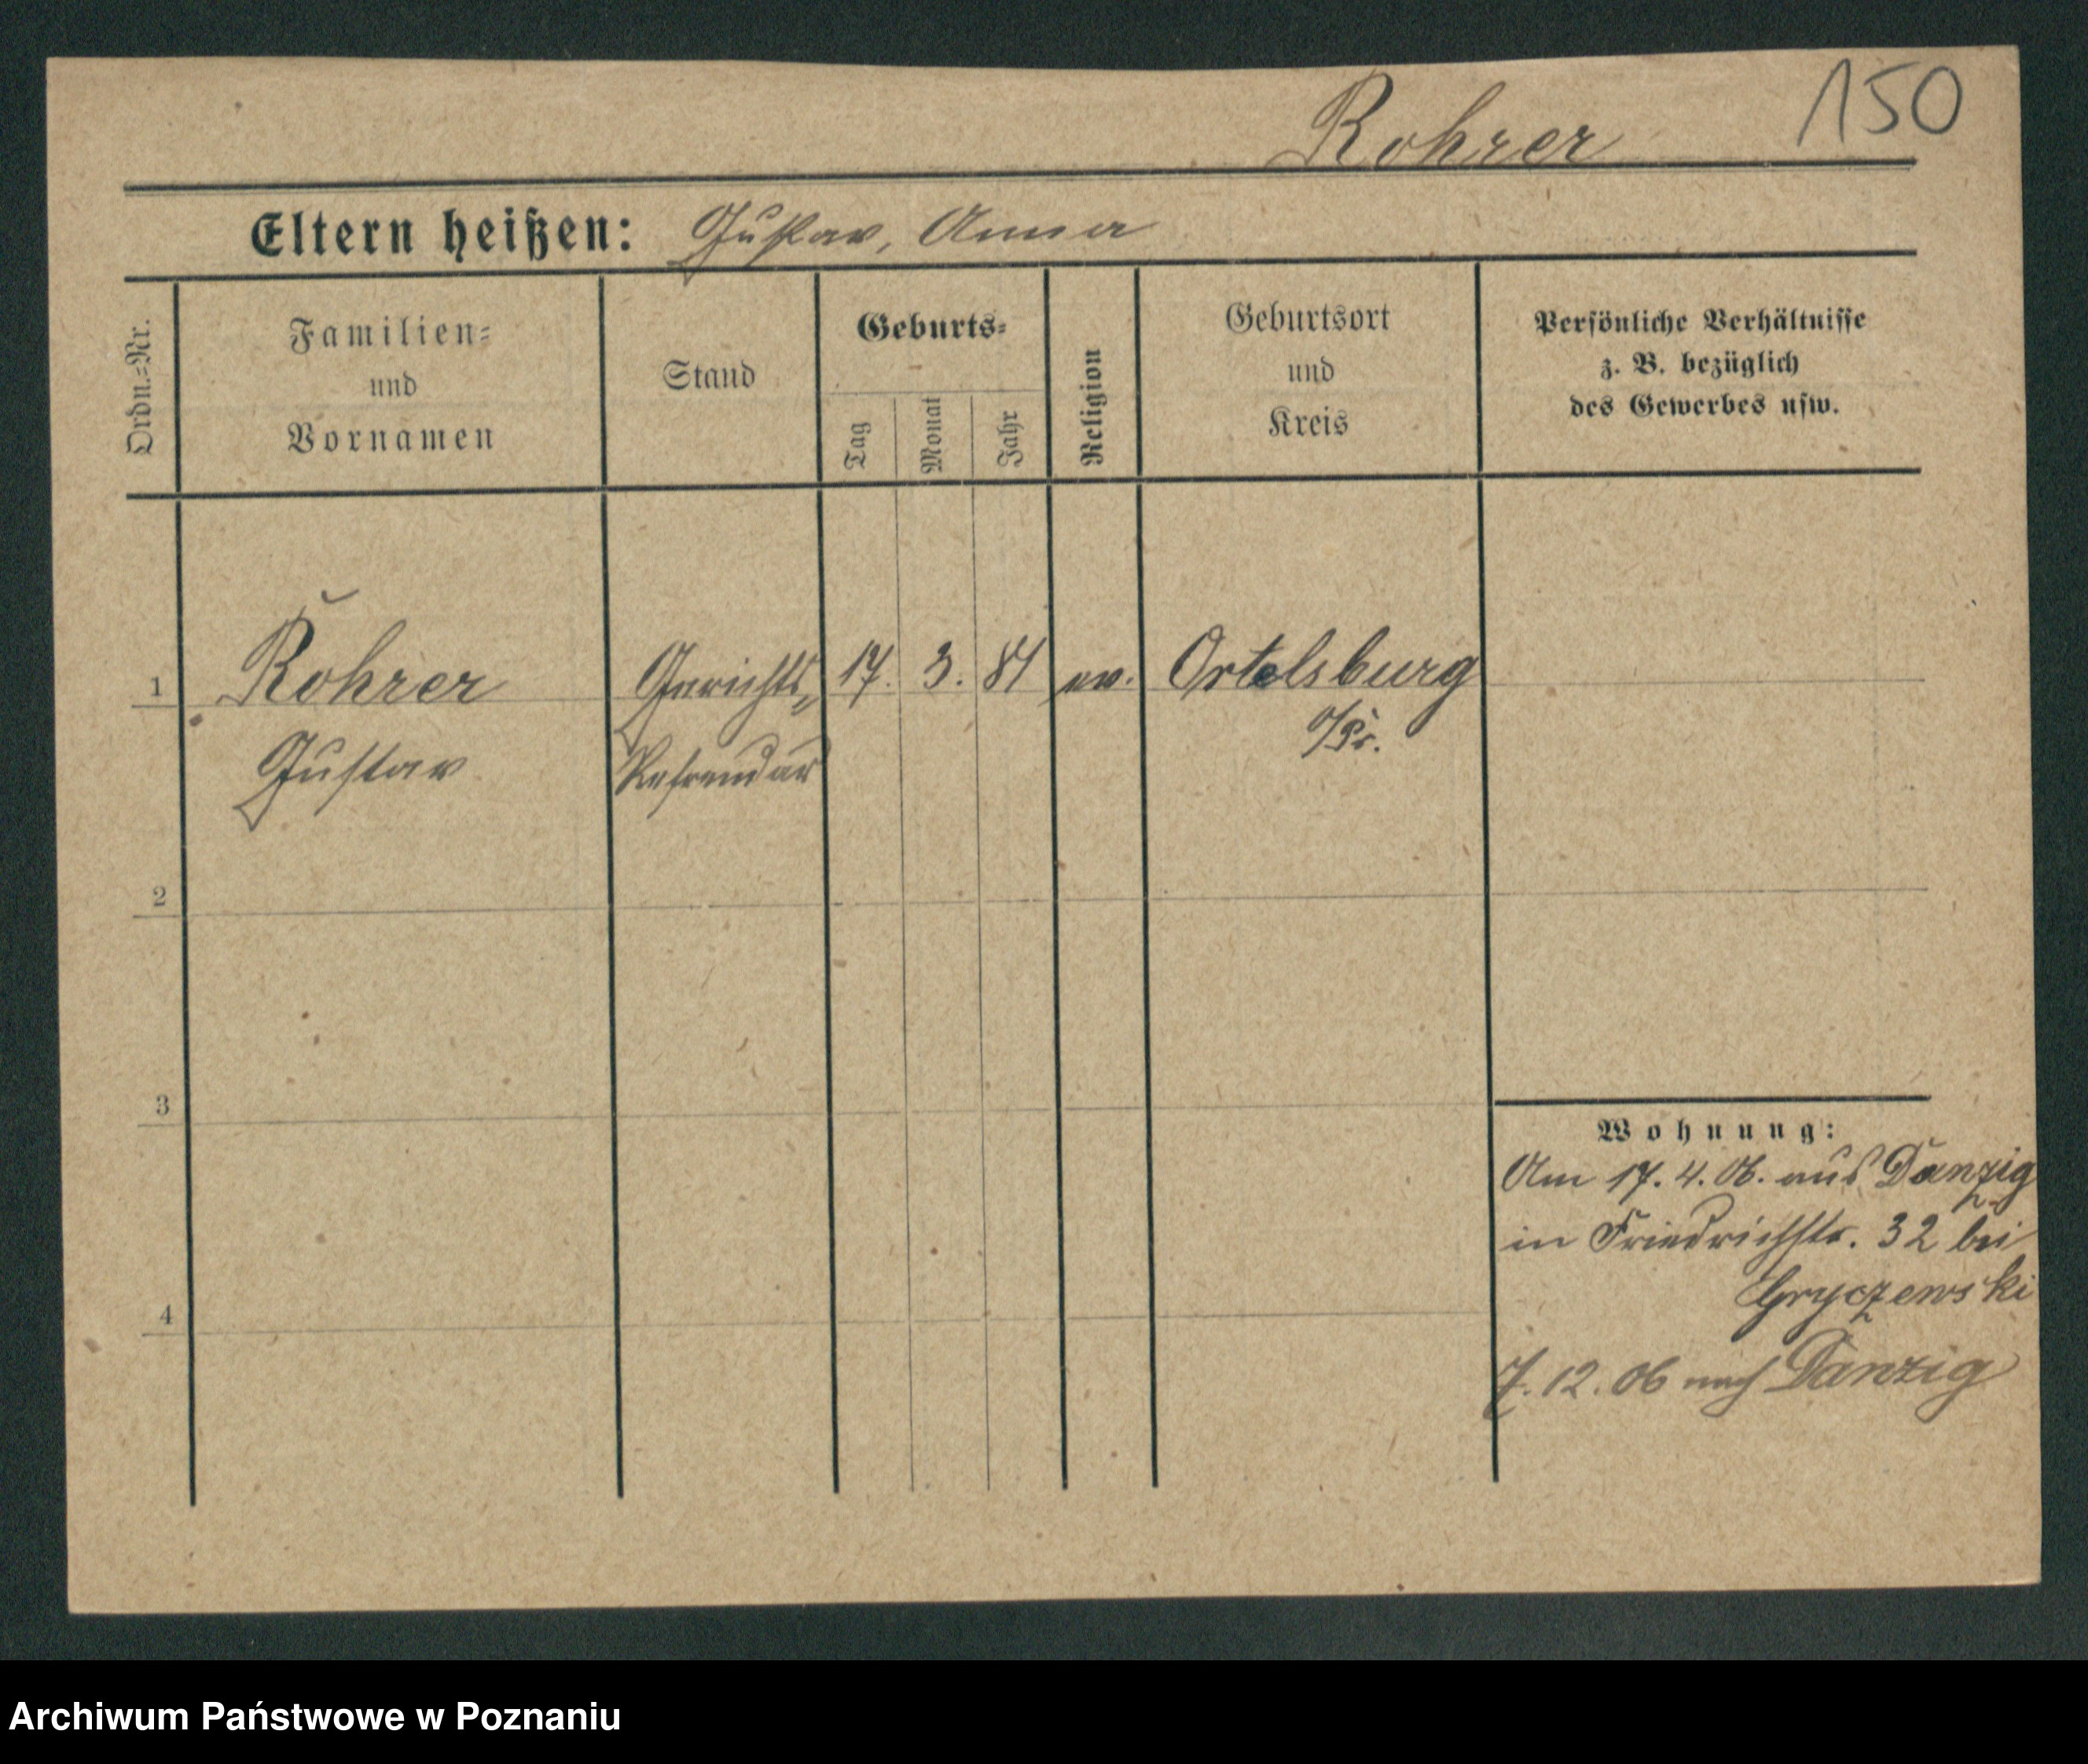 150
Rohrer
Eltern heißen: Gustav, Anna
Ordn.=Nr.
Familien=
und
Vornamen
Stand
Geburts=
Tag
Monat
Jahr
Religion
Geburtsort
und
Kreis
Persönliche Verhältnisse
z. B. bezüglich
des Gewerbes usw.
1 Rohrer Gerichts= 17. 3. 81 ev. Ortelsburg
O/Pr.
Gustav Referendar
2
3
4
Wohnung:
Am 17. 4. 06. aus Danzig
in Friedrichstr. 32 bei
Gryczewski
7. 12. 06 nach Danzig
Archiwum Państwowe w Poznaniu